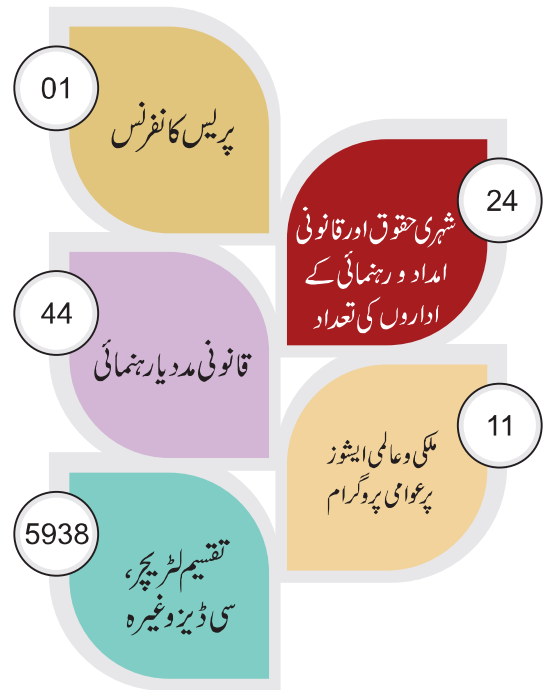 01
پریس کانفرنس
24
شہری حقوق اور قانونی
امداد و رہنمائی کے
اداروں کی تعداد
44
قانونی مدد یا رہنمائی
11
ملکی و عالمی ایشوز
پر عوامی پروگرام
5938
تقسیم لٹریچر،
سی ڈیز وغیرہ